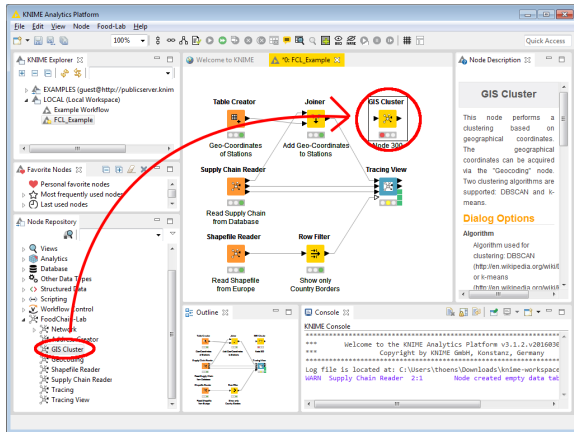 KNIME Analytics Platform
File Edit View Node Food-Lab Help
100%
Quick Access
KNIME Explorer
EXAMPLES (guest@http://publicserver.knim
LOCAL (Local Workspace)
Example Workflow
FCL_Example
Favorite Nodes
Personal favorite nodes
Most frequently used nodes
Last used nodes
Node Repository
Views
Analytics
Database
Other Data Types
Structured Data
Scripting
Workflow Control
FoodChain-Lab
Network
Address Creator
GIS Cluster
Geocoding
Shapefile Reader
Supply Chain Reader
Tracing
Tracing View
Welcome to KNIME
*0: FCL_Example
Table Creator
Joiner
GIS Cluster
Geo-Coordinates
of Stations
Add Geo-Coordinates
to Stations
Node 300
Supply Chain Reader
Tracing View
Read Supply Chain
from Database
Shapefile Reader
Row Filter
Read Shapefile
from Europe
Show only
Country Borders
Node Description
GIS Cluster
This node performs a
clustering based on
geographical coordinates.
The geographical
coordinates can be acquired
via the "Geocoding" node.
Two clustering algorithms are
supported: DBSCAN and k-
means.
Dialog Options
Algorithm
Algorithm used for
clustering: DBSCAN
(http://en.wikipedia.org/wiki/D
or k-means
(http://en.wikipedia.org/wiki/K
Outline
Console
KNIME Console
*** Welcome to the KNIME Analytics Platform v3.1.2.v2016030
*** Copyright by KNIME GmbH, Konstanz, Germany
Log file is located at: C:\Users\thoens\Downloads\knime-workspace
WARN Supply Chain Reader 2:1 Node created empty data tab